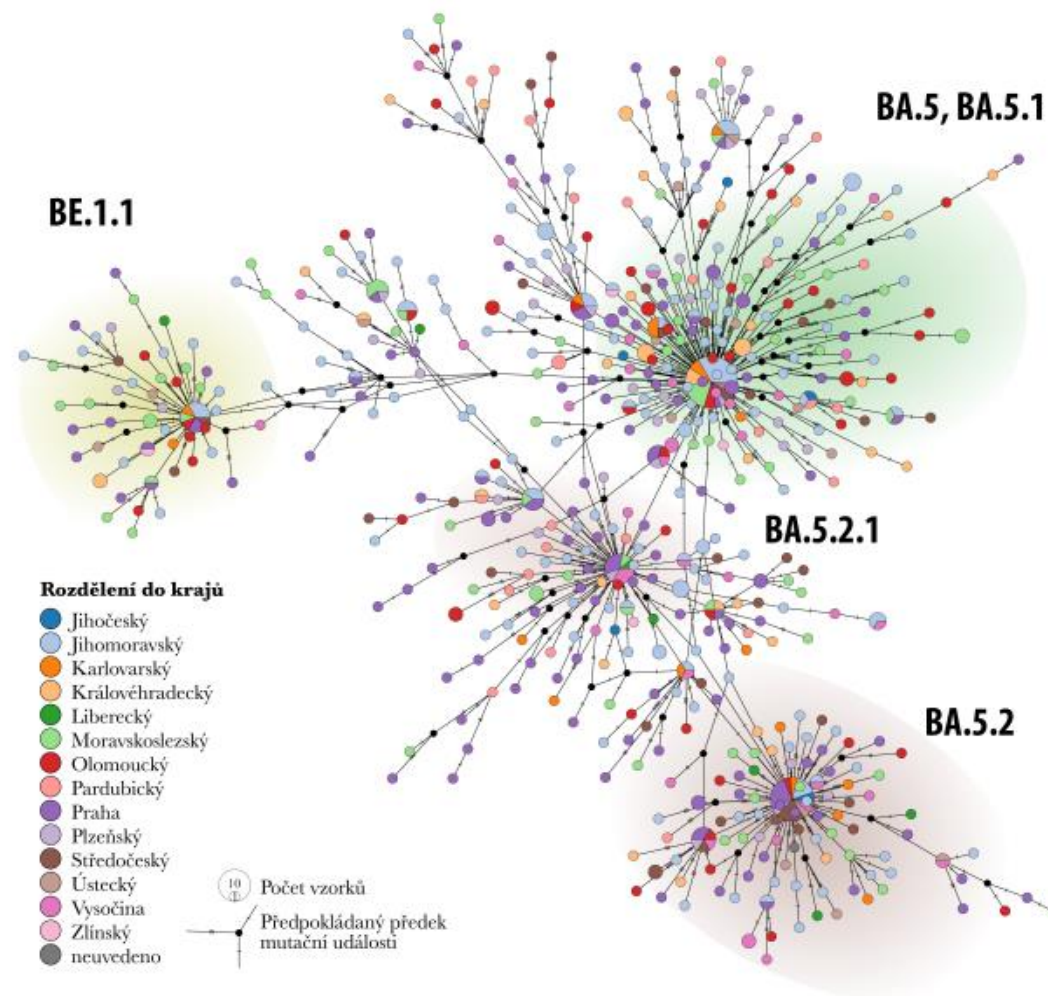 BA.5, BA.5.1
BE.1.1
BA.5.2.1
BA.5.2
Rozdělení do krajů
Jihočeský
Jihomoravský
Karlovarský
Královéhradecký
Liberecký
Moravskoslezský
Olomoucký
Pardubický
Praha
Plzeňský
Středočeský
Ústecký
Vysočina
Zlínský
neuvedeno
10
1
Počet vzorků
Předpokládaný předek
mutační události